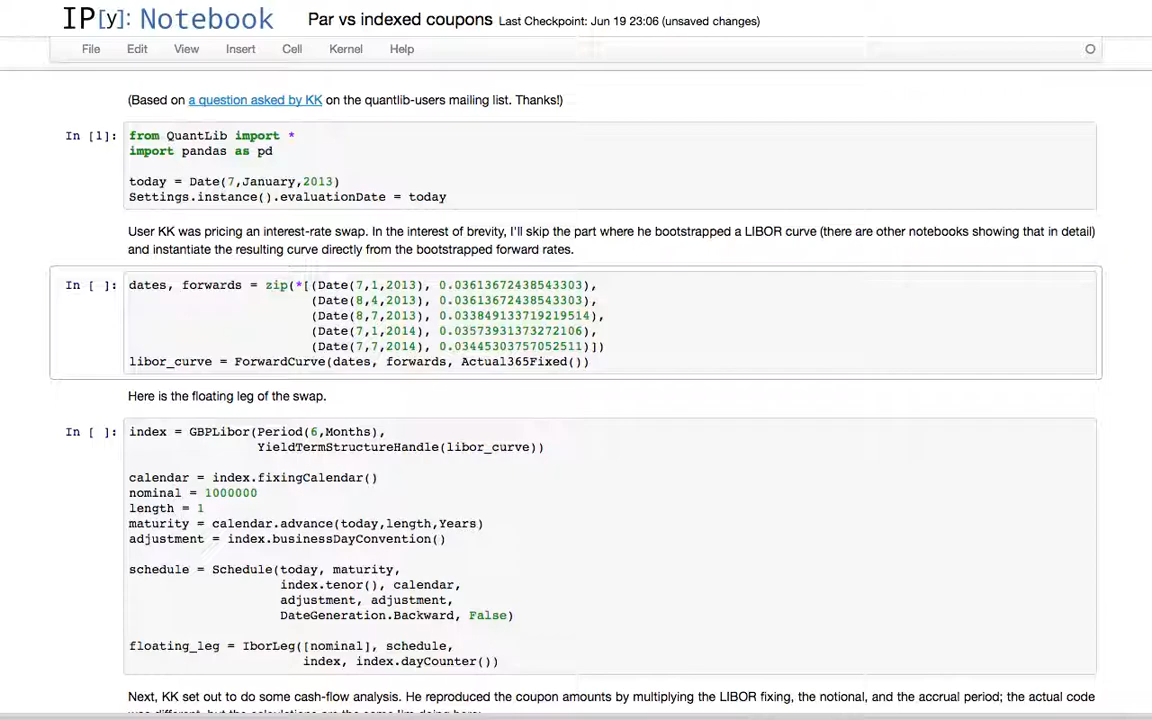 IP[y]: Notebook Par vs indexed coupons Last Checkpoint: Jun 19 23:06 (unsaved changes)
File Edit View Insert Cell Kernel Help
(Based on a question asked by KK on the quantlib-users mailing list. Thanks!)
In [1]: from QuantLib import *
import pandas as pd
today = Date(7,January,2013)
Settings.instance().evaluationDate = today
User KK was pricing an interest-rate swap. In the interest of brevity, I'll skip the part where he bootstrapped a LIBOR curve (there are other notebooks showing that in detail)
and instantiate the resulting curve directly from the bootstrapped forward rates.
In [ ]: dates, forwards = zip(*[(Date(7,1,2013), 0.03613672438543303),
(Date(8,4,2013), 0.03613672438543303),
(Date(8,7,2013), 0.033849133719219514),
(Date(7,1,2014), 0.03573931373272106),
(Date(7,7,2014), 0.03445303757052511)])
libor_curve = ForwardCurve(dates, forwards, Actual365Fixed())
Here is the floating leg of the swap.
In [ ]: index = GBPLibor(Period(6,Months),
YieldTermStructureHandle(libor_curve))
calendar = index.fixingCalendar()
nominal = 1000000
length = 1
maturity = calendar.advance(today,length,Years)
adjustment = index.businessDayConvention()
schedule = Schedule(today, maturity,
index.tenor(), calendar,
adjustment, adjustment,
DateGeneration.Backward, False)
floating_leg = IborLeg([nominal], schedule,
index, index.dayCounter())
Next, KK set out to do some cash-flow analysis. He reproduced the coupon amounts by multiplying the LIBOR fixing, the notional, and the accrual period; the actual code